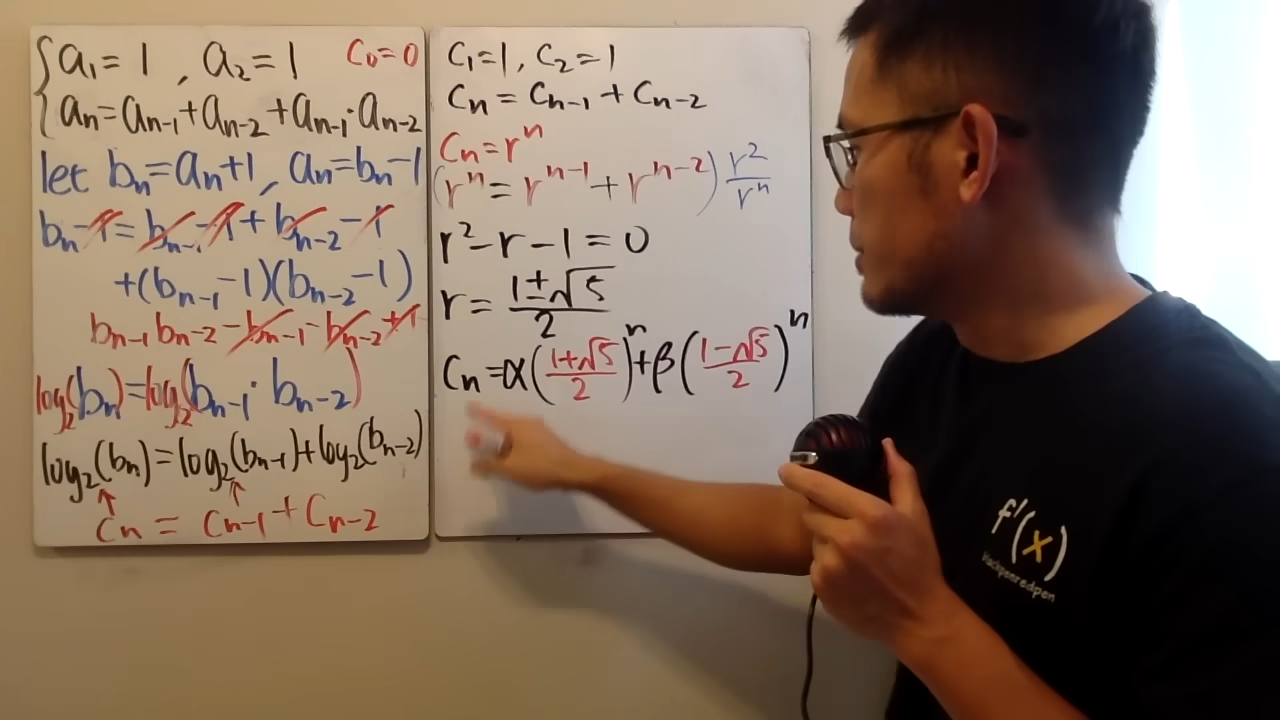 a₁ = 1 , a₂ = 1 C₀ = 0
aₙ = aₙ₋₁ + aₙ₋₂ + aₙ₋₁ · aₙ₋₂
let bₙ = aₙ + 1 , aₙ = bₙ − 1
bₙ − 1 = bₙ₋₁ − 1 + bₙ₋₂ − 1
+ (bₙ₋₁ − 1)(bₙ₋₂ − 1)
bₙ₋₁ bₙ₋₂ − bₙ₋₁ − bₙ₋₂ + 1
log₂(bₙ) = log₂(bₙ₋₁ · bₙ₋₂)
log₂(bₙ) = log₂(bₙ₋₁) + log₂(bₙ₋₂)
Cₙ = Cₙ₋₁ + Cₙ₋₂
C₁ = 1 , C₂ = 1
Cₙ = Cₙ₋₁ + Cₙ₋₂
Cₙ = rⁿ
(rⁿ = rⁿ⁻¹ + rⁿ⁻²) r²/rⁿ
r² − r − 1 = 0
r = (1 ± √5)/2
Cₙ = α((1+√5)/2)ⁿ + β((1−√5)/2)ⁿ
f'(x)
blackpenredpen